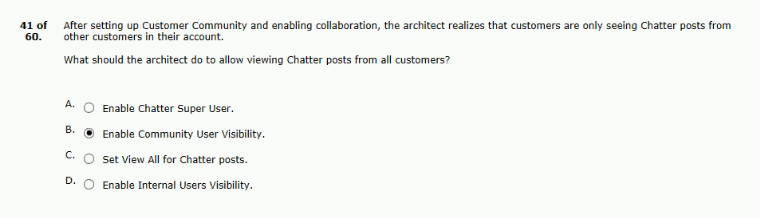 41 of After setting up Customer Community and enabling collaboration, the architect realizes that customers are only seeing Chatter posts from
60. other customers in their account.
What should the architect do to allow viewing Chatter posts from all customers?
A. Enable Chatter Super User.
B. Enable Community User Visibility.
C. Set View All for Chatter posts.
D. Enable Internal Users Visibility.